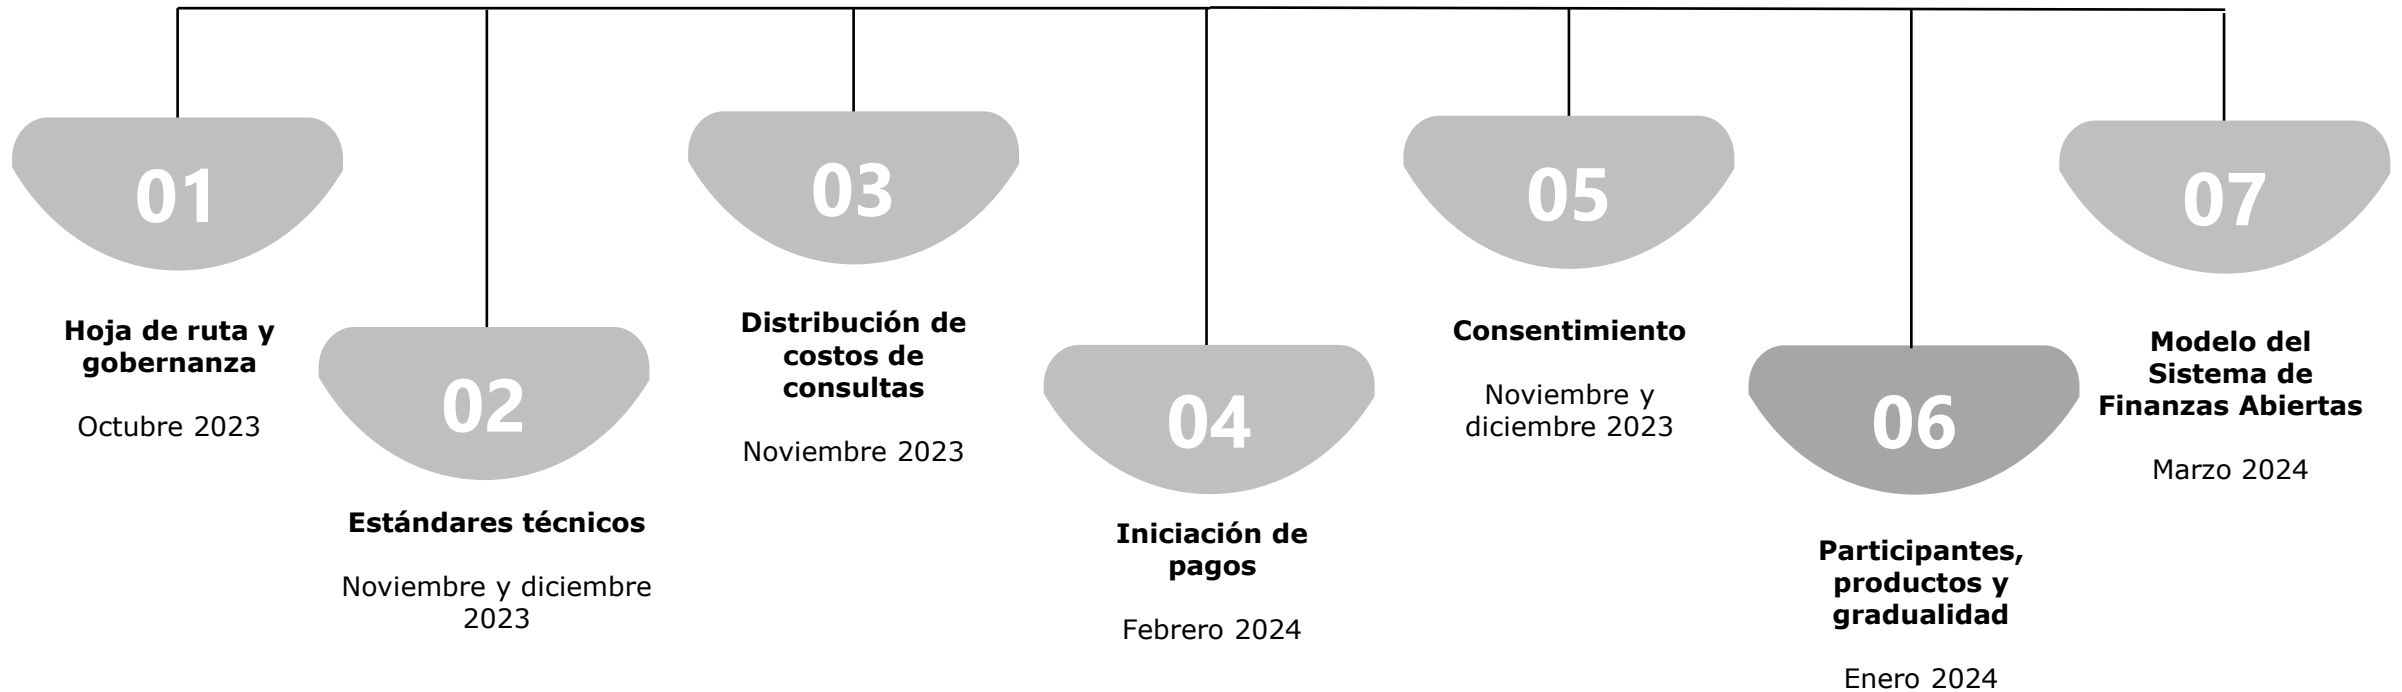 01
Hoja de ruta y
gobernanza
Octubre 2023
02
Estándares técnicos
Noviembre y diciembre
2023
03
Distribución de
costos de
consultas
Noviembre 2023
04
Iniciación de
pagos
Febrero 2024
05
Consentimiento
Noviembre y
diciembre 2023
06
Participantes,
productos y
gradualidad
Enero 2024
07
Modelo del
Sistema de
Finanzas Abiertas
Marzo 2024